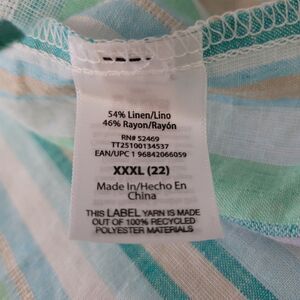 54% Linen/Lino
46% Rayon/Rayón
RN# 52469
TT25100134537
EAN/UPC 1 96842066059
XXXL (22)
Made In/Hecho En
China
THIS LABEL YARN IS MADE
OUT OF 100% RECYCLED
POLYESTER MATERIALS